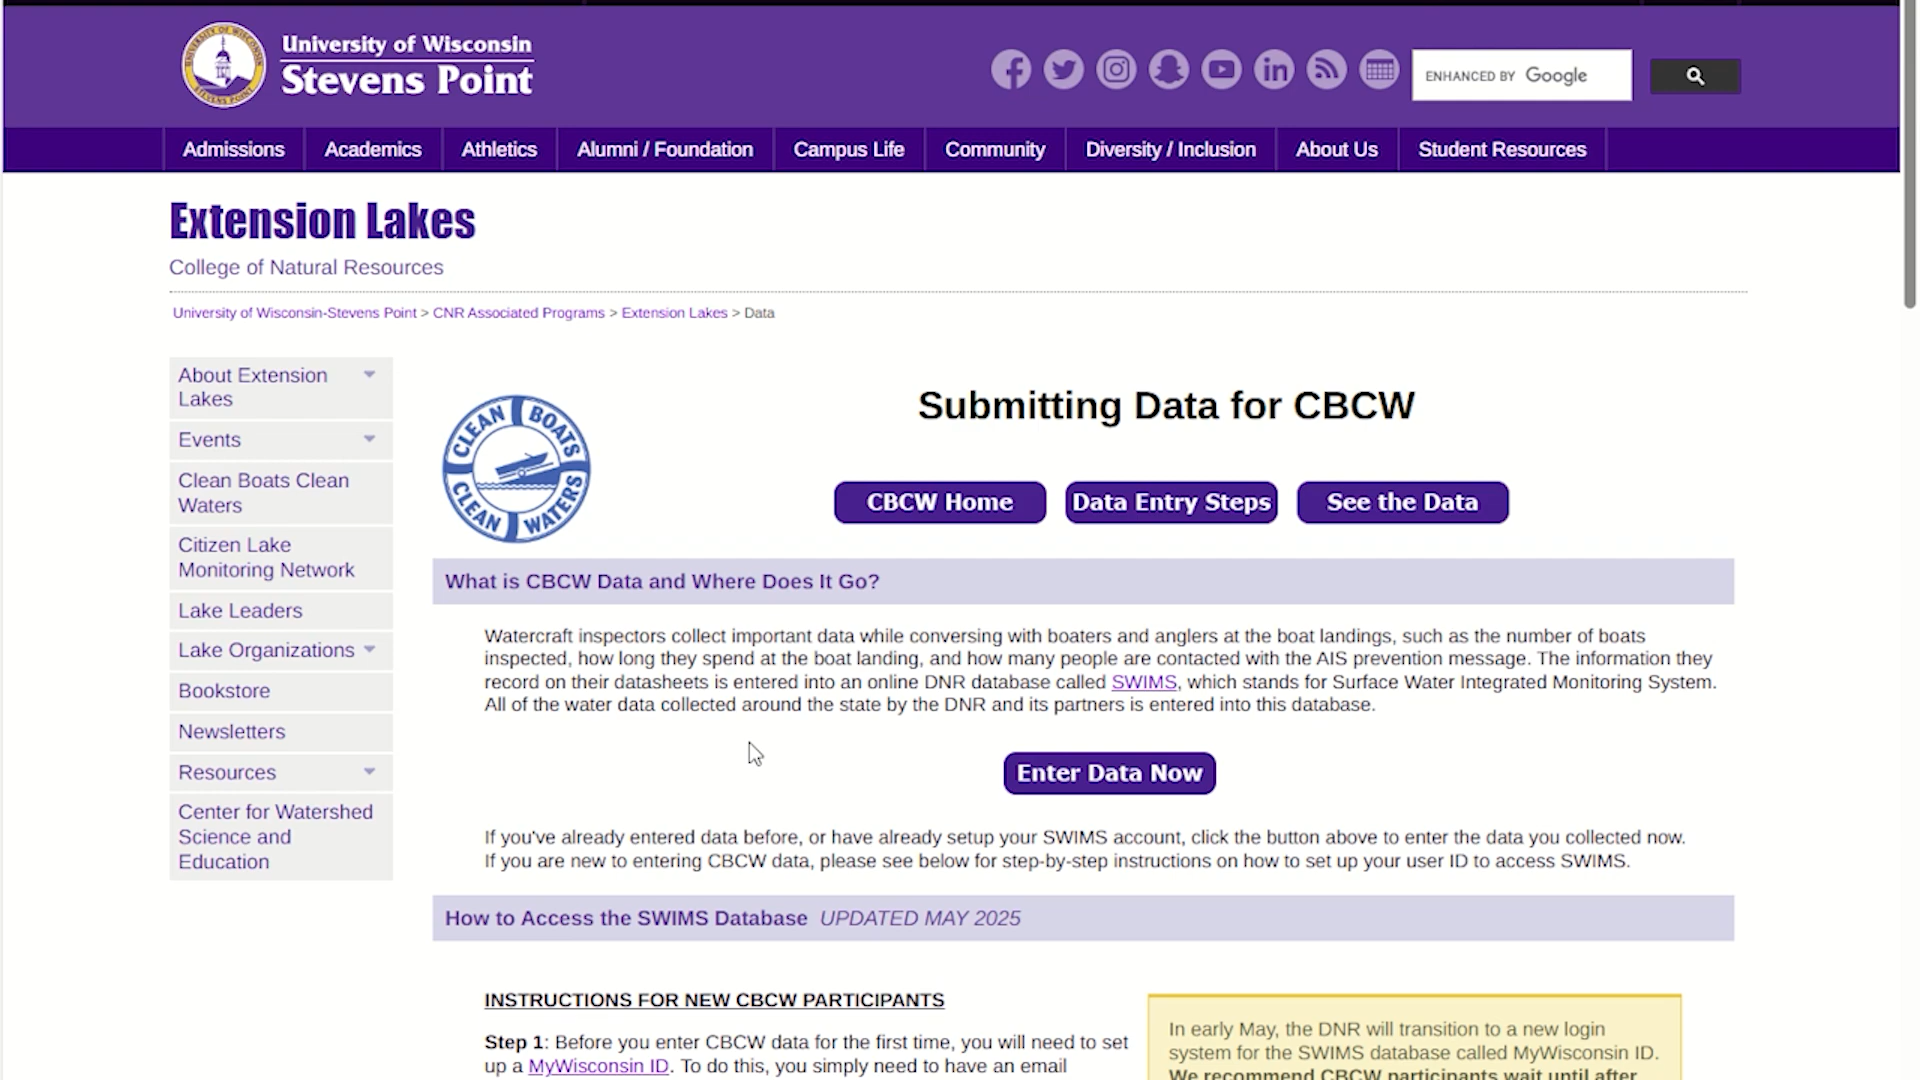 University of Wisconsin
Stevens Point
ENHANCED BY Google
Admissions
Academics
Athletics
Alumni / Foundation
Campus Life
Community
Diversity / Inclusion
About Us
Student Resources
Extension Lakes
College of Natural Resources
University of Wisconsin-Stevens Point > CNR Associated Programs > Extension Lakes > Data
About Extension
Lakes
Events
Clean Boats Clean
Waters
Citizen Lake
Monitoring Network
Lake Leaders
Lake Organizations
Bookstore
Newsletters
Resources
Center for Watershed
Science and
Education
CLEAN BOATS
CLEAN WATERS
Submitting Data for CBCW
CBCW Home
Data Entry Steps
See the Data
What is CBCW Data and Where Does It Go?
Watercraft inspectors collect important data while conversing with boaters and anglers at the boat landings, such as the number of boats
inspected, how long they spend at the boat landing, and how many people are contacted with the AIS prevention message. The information they
record on their datasheets is entered into an online DNR database called SWIMS, which stands for Surface Water Integrated Monitoring System.
All of the water data collected around the state by the DNR and its partners is entered into this database.
Enter Data Now
If you've already entered data before, or have already setup your SWIMS account, click the button above to enter the data you collected now.
If you are new to entering CBCW data, please see below for step-by-step instructions on how to set up your user ID to access SWIMS.
How to Access the SWIMS Database UPDATED MAY 2025
INSTRUCTIONS FOR NEW CBCW PARTICIPANTS
Step 1: Before you enter CBCW data for the first time, you will need to set
up a MyWisconsin ID. To do this, you simply need to have an email
In early May, the DNR will transition to a new login
system for the SWIMS database called MyWisconsin ID.
We recommend CBCW participants wait until after